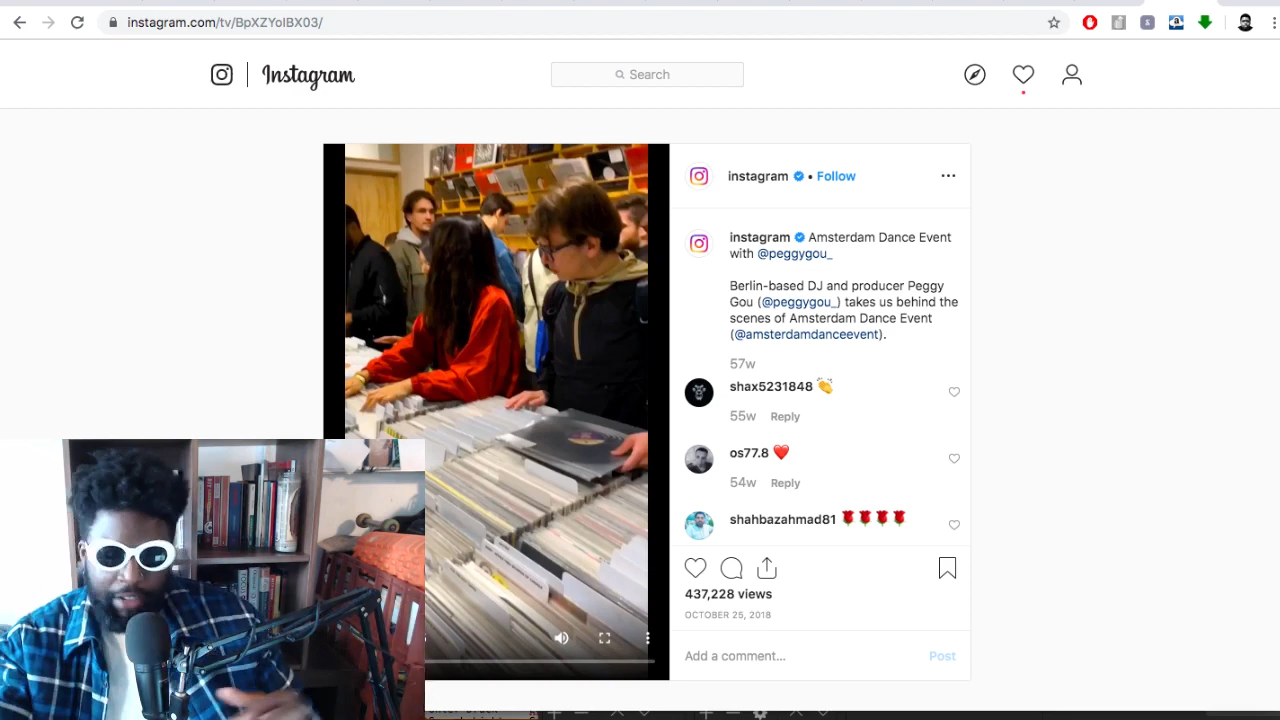 instagram.com/tv/BpXZYoIBX03/
Instagram
Search
instagram • Follow
instagram Amsterdam Dance Event
with @peggygou_
Berlin-based DJ and producer Peggy
Gou (@peggygou_) takes us behind the
scenes of Amsterdam Dance Event
(@amsterdamdanceevent).
57w
shax5231848 👏
55w Reply
os77.8 ❤️
54w Reply
shahbazahmad81 🌹🌹🌹🌹
437,228 views
OCTOBER 25, 2018
Add a comment... Post